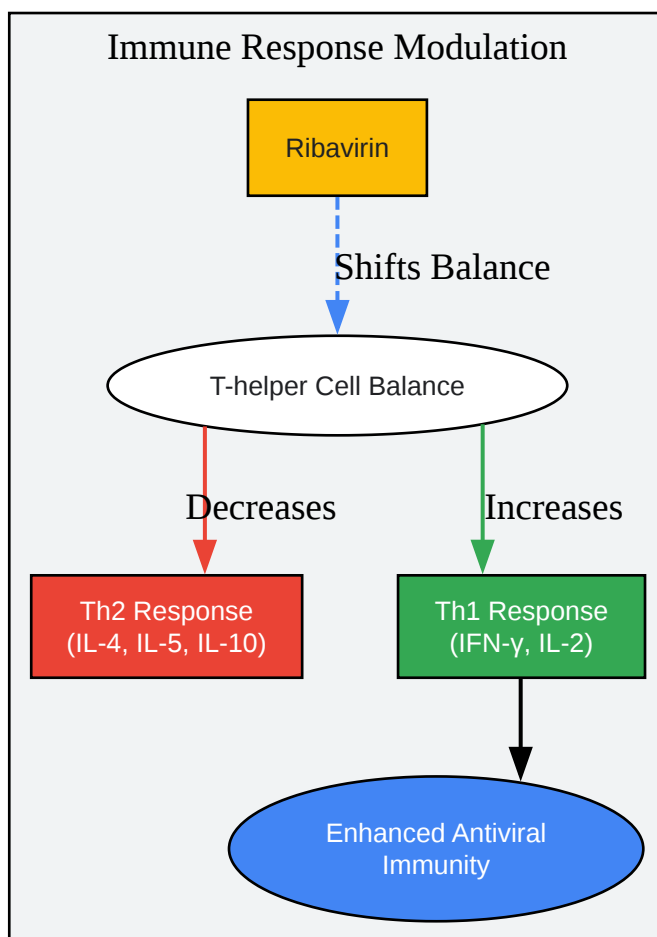 Immune Response Modulation
Ribavirin
Shifts Balance
T-helper Cell Balance
Decreases
Increases
Th2 Response
(IL-4, IL-5, IL-10)
Th1 Response
(IFN-γ, IL-2)
Enhanced Antiviral
Immunity